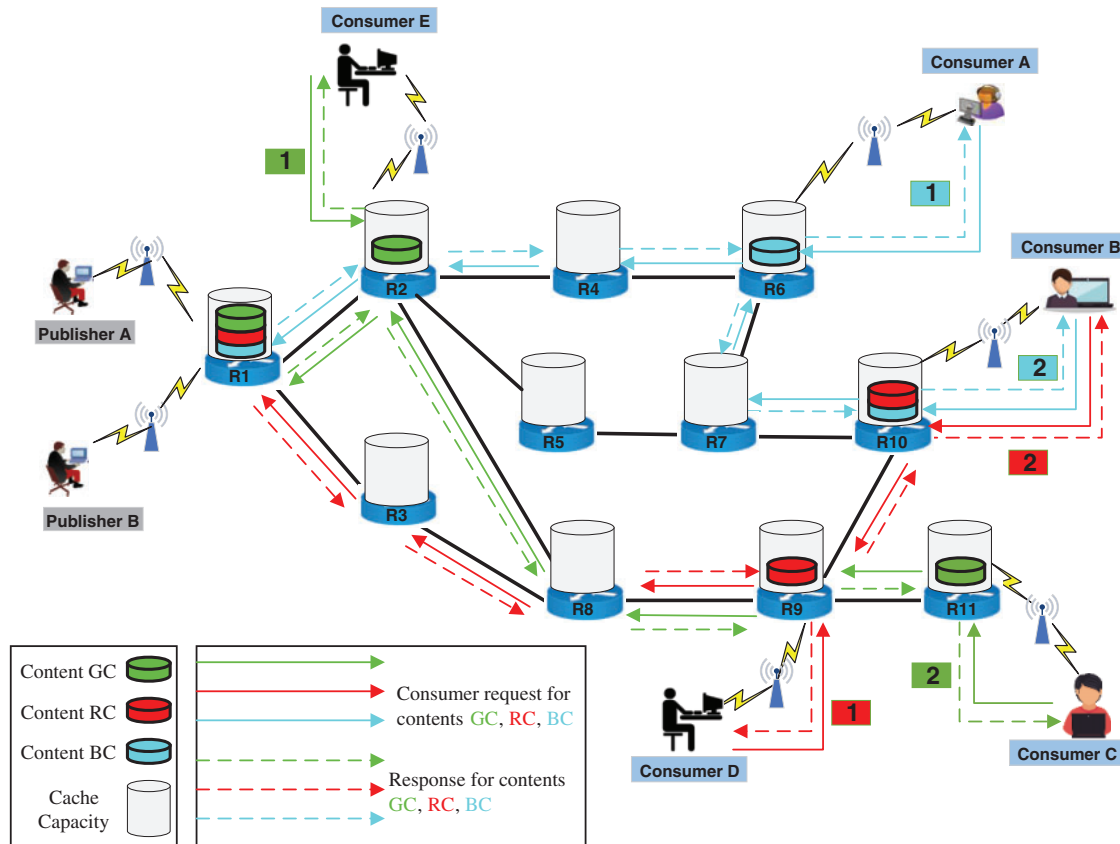 Consumer E
Consumer A
1
1
Consumer B
R2
R4
R6
Publisher A
R1
2
R5
R7
R10
2
Publisher B
R3
R8
R9
R11
2
1
Consumer D
Consumer C
Content GC
Content RC
Content BC
Cache
Capacity
Consumer request for
contents GC, RC, BC
Response for contents
GC, RC, BC